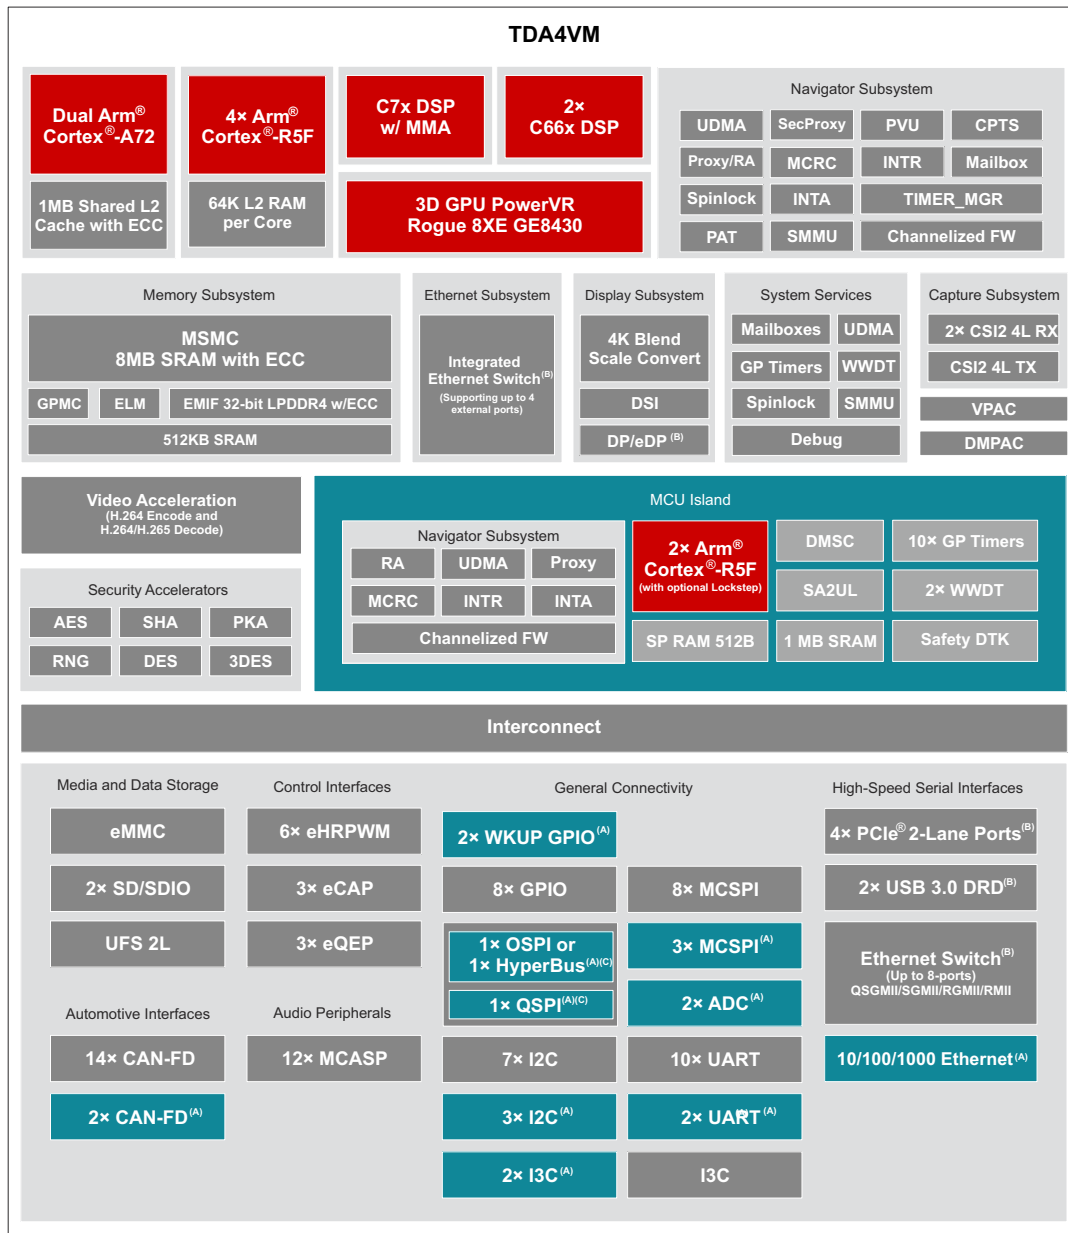 TDA4VM
Dual Arm®
Cortex®-A72
1MB Shared L2
Cache with ECC
4× Arm®
Cortex®-R5F
64K L2 RAM
per Core
C7x DSP
w/ MMA
2×
C66x DSP
3D GPU PowerVR
Rogue 8XE GE8430
Navigator Subsystem
UDMA
SecProxy
PVU
CPTS
Proxy/RA
MCRC
INTR
Mailbox
Spinlock
INTA
TIMER_MGR
PAT
SMMU
Channelized FW
Memory Subsystem
MSMC
8MB SRAM with ECC
GPMC
ELM
EMIF 32-bit LPDDR4 w/ECC
512KB SRAM
Ethernet Subsystem
Integrated
Ethernet Switch(B)
(Supporting up to 4
external ports)
Display Subsystem
4K Blend
Scale Convert
DSI
DP/eDP (B)
System Services
Mailboxes
UDMA
GP Timers
WWDT
Spinlock
SMMU
Debug
Capture Subsystem
2× CSI2 4L RX
CSI2 4L TX
VPAC
DMPAC
Video Acceleration
(H.264 Encode and
H.264/H.265 Decode)
Security Accelerators
AES
SHA
PKA
RNG
DES
3DES
MCU Island
Navigator Subsystem
RA
UDMA
Proxy
MCRC
INTR
INTA
Channelized FW
2× Arm®
Cortex®-R5F
(with optional Lockstep)
DMSC
10× GP Timers
SA2UL
2× WWDT
SP RAM 512B
1 MB SRAM
Safety DTK
Interconnect
Media and Data Storage
eMMC
2× SD/SDIO
UFS 2L
Automotive Interfaces
14× CAN-FD
2× CAN-FD(A)
Control Interfaces
6× eHRPWM
3× eCAP
3× eQEP
Audio Peripherals
12× MCASP
General Connectivity
2× WKUP GPIO(A)
8× GPIO
8× MCSPI
1× OSPI or
1× HyperBus(A)(C)
1× QSPI(A)(C)
3× MCSPI(A)
2× ADC(A)
7× I2C
10× UART
3× I2C(A)
2× UART(A)
2× I3C(A)
I3C
High-Speed Serial Interfaces
4× PCIe® 2-Lane Ports(B)
2× USB 3.0 DRD(B)
Ethernet Switch(B)
(Up to 8-ports)
QSGMII/SGMII/RGMII/RMII
10/100/1000 Ethernet(A)